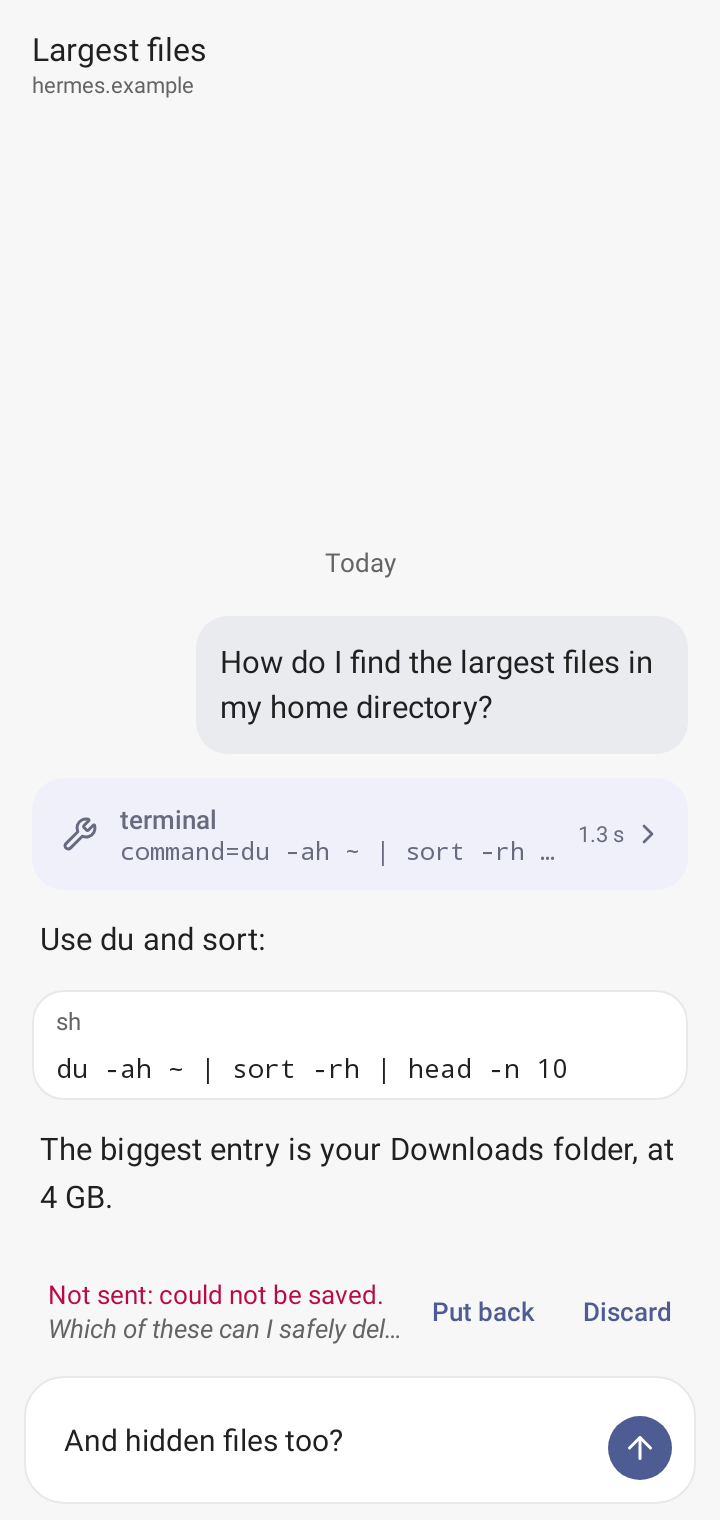 Largest files
hermes.example
Today
How do I find the largest files in
my home directory?
terminal
command=du -ah ~ | sort -rh …
1.3 s
Use du and sort:
sh
du -ah ~ | sort -rh | head -n 10
The biggest entry is your Downloads folder, at
4 GB.
Not sent: could not be saved.
Which of these can I safely del…
Put back
Discard
And hidden files too?